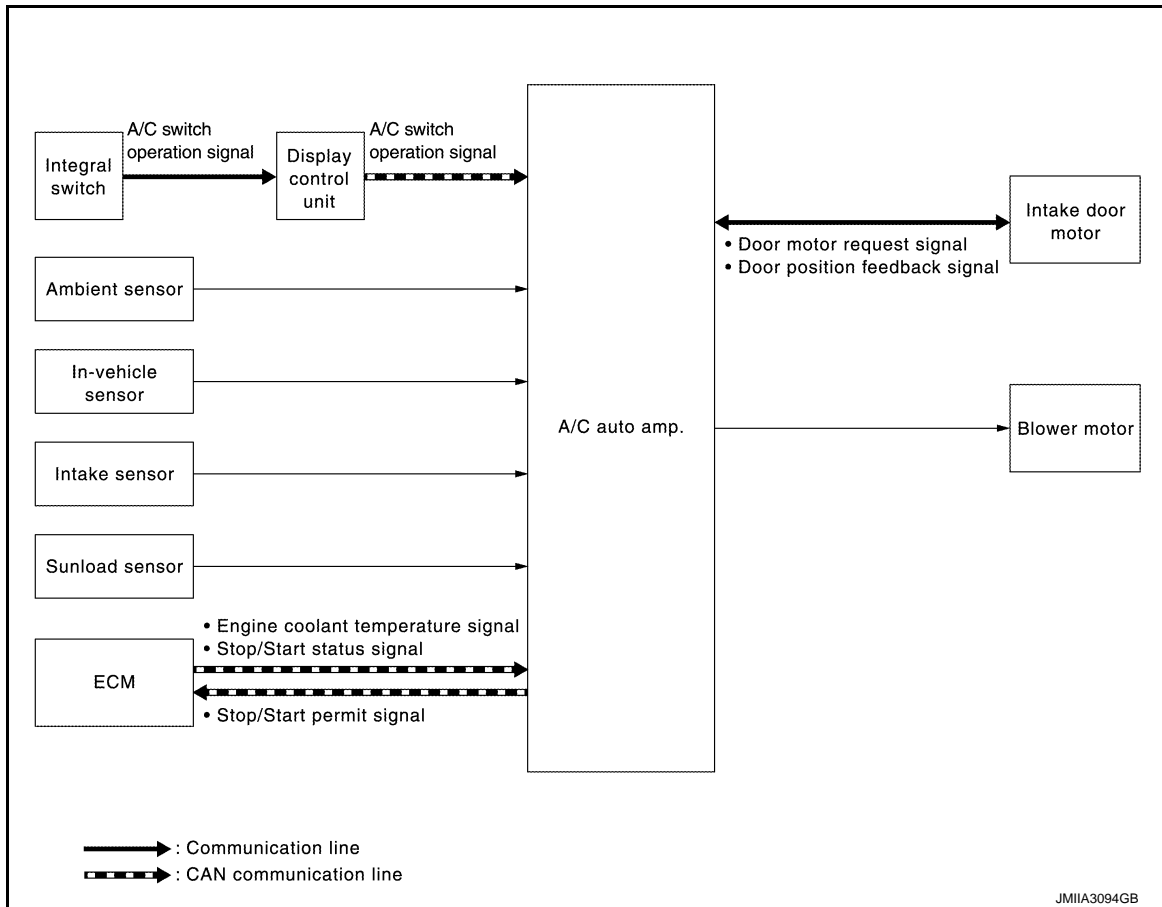 A/C switch
operation signal
A/C switch
operation signal
Integral
switch
Display
control
unit
Intake door
motor
• Door motor request signal
• Door position feedback signal
Ambient sensor
In-vehicle
sensor
A/C auto amp.
Blower motor
Intake sensor
Sunload sensor
• Engine coolant temperature signal
• Stop/Start status signal
ECM
• Stop/Start permit signal
: Communication line
: CAN communication line
JMIIA3094GB